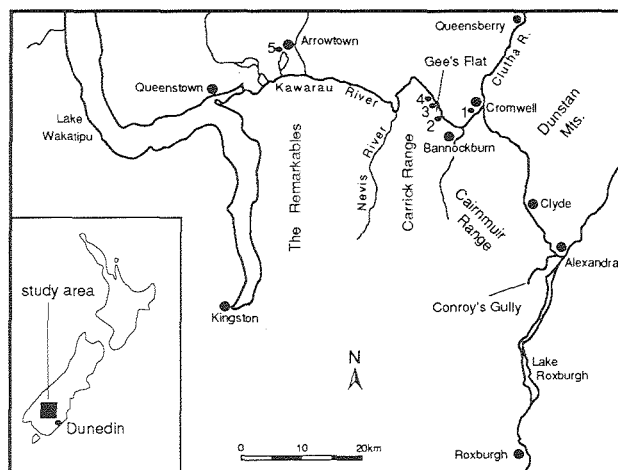 Queensberry
Clutha R.
Arrowtown
5
Gee's Flat
Queenstown
Kawarau River
4
3
2
1
Cromwell
Dunstan
Mts.
Lake
Wakatipu
Bannockburn
The Remarkables
Nevis River
Carrick Range
Cairnmuir
Range
Clyde
study area
Alexandra
Kingston
Conroy's Gully
N
Lake
Roxburgh
Dunedin
0 10 20km
Roxburgh